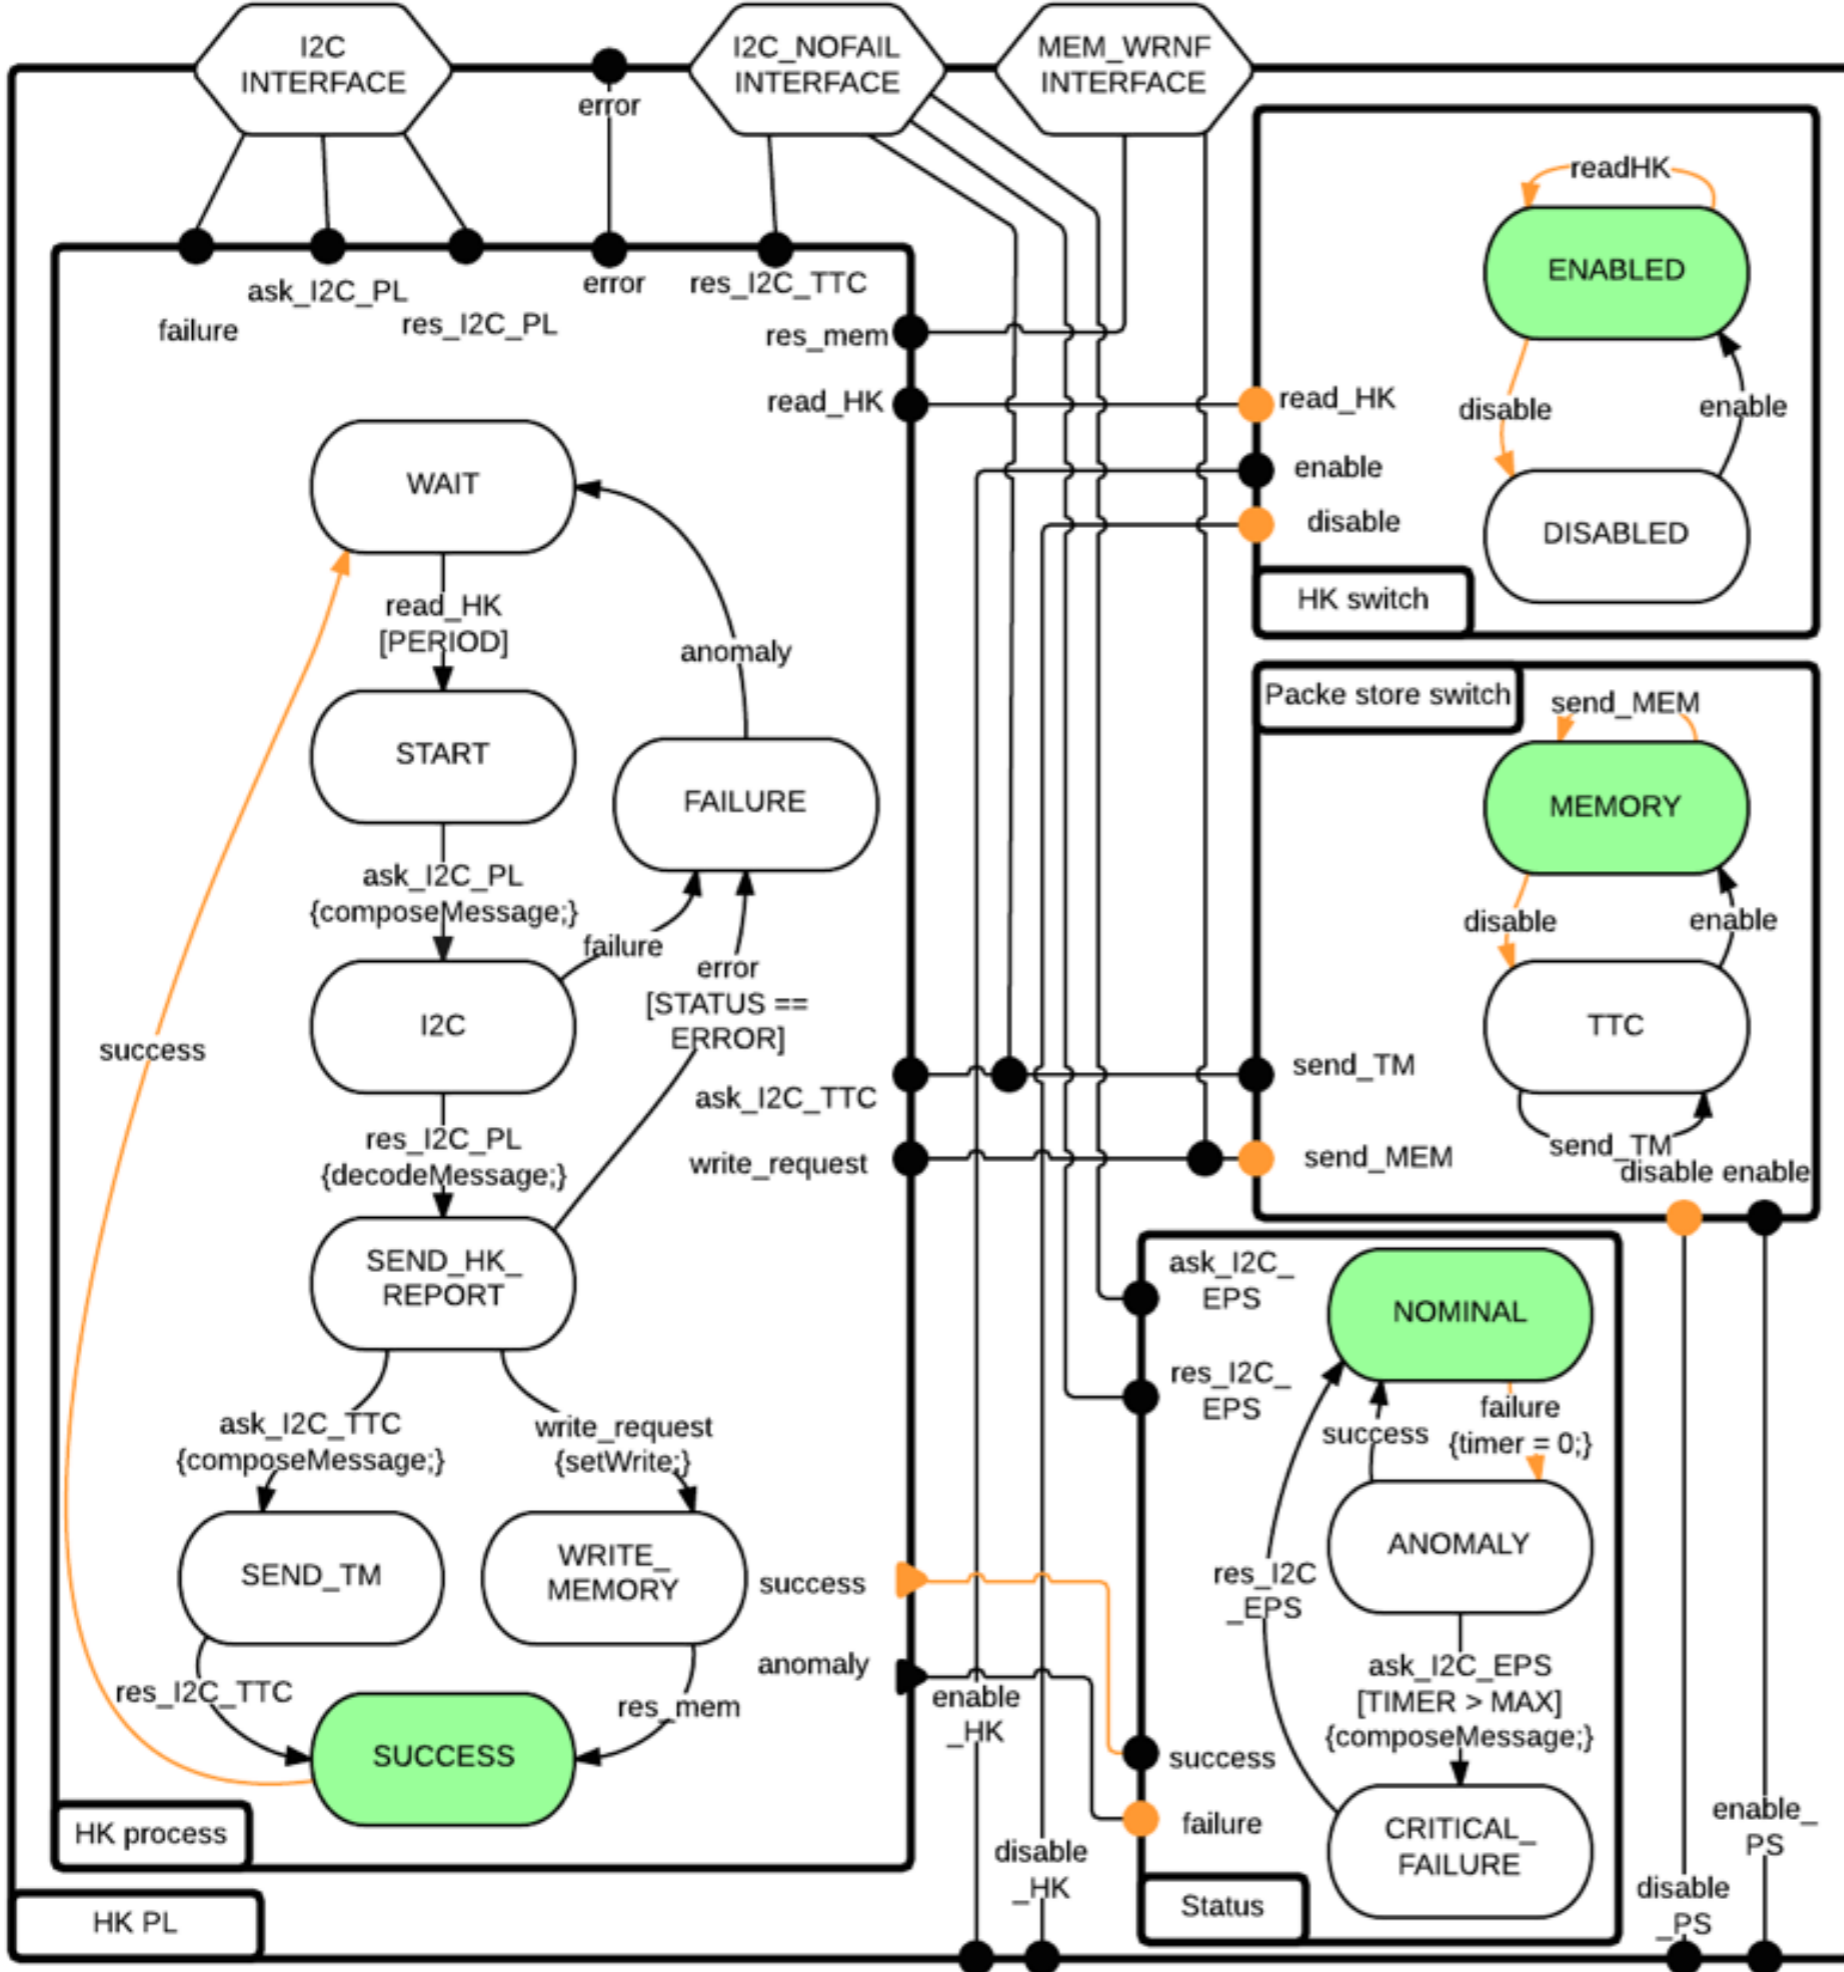 I2C
INTERFACE
error
I2C_NOFAIL
INTERFACE
MEM_WRNF
INTERFACE
failure
ask_I2C_PL
res_I2C_PL
error
res_I2C_TTC
res_mem
read_HK
WAIT
read_HK
[PERIOD]
anomaly
START
FAILURE
ask_I2C_PL
{composeMessage;}
failure
error
[STATUS ==
ERROR]
I2C
success
res_I2C_PL
{decodeMessage;}
ask_I2C_TTC
write_request
SEND_HK_
REPORT
ask_I2C_TTC
{composeMessage;}
write_request
{setWrite;}
SEND_TM
WRITE_
MEMORY
success
anomaly
res_I2C_TTC
res_mem
SUCCESS
HK process
HK PL
enable
_HK
disable
_HK
readHK
ENABLED
read_HK
disable
enable
enable
disable
DISABLED
HK switch
Packe store switch
send_MEM
MEMORY
disable
enable
TTC
send_TM
send_TM
send_MEM
disable enable
ask_I2C_
EPS
NOMINAL
res_I2C_
EPS
success
failure
{timer = 0;}
ANOMALY
res_I2C
_EPS
ask_I2C_EPS
[TIMER > MAX]
{composeMessage;}
success
failure
CRITICAL_
FAILURE
Status
disable
_PS
enable_
PS